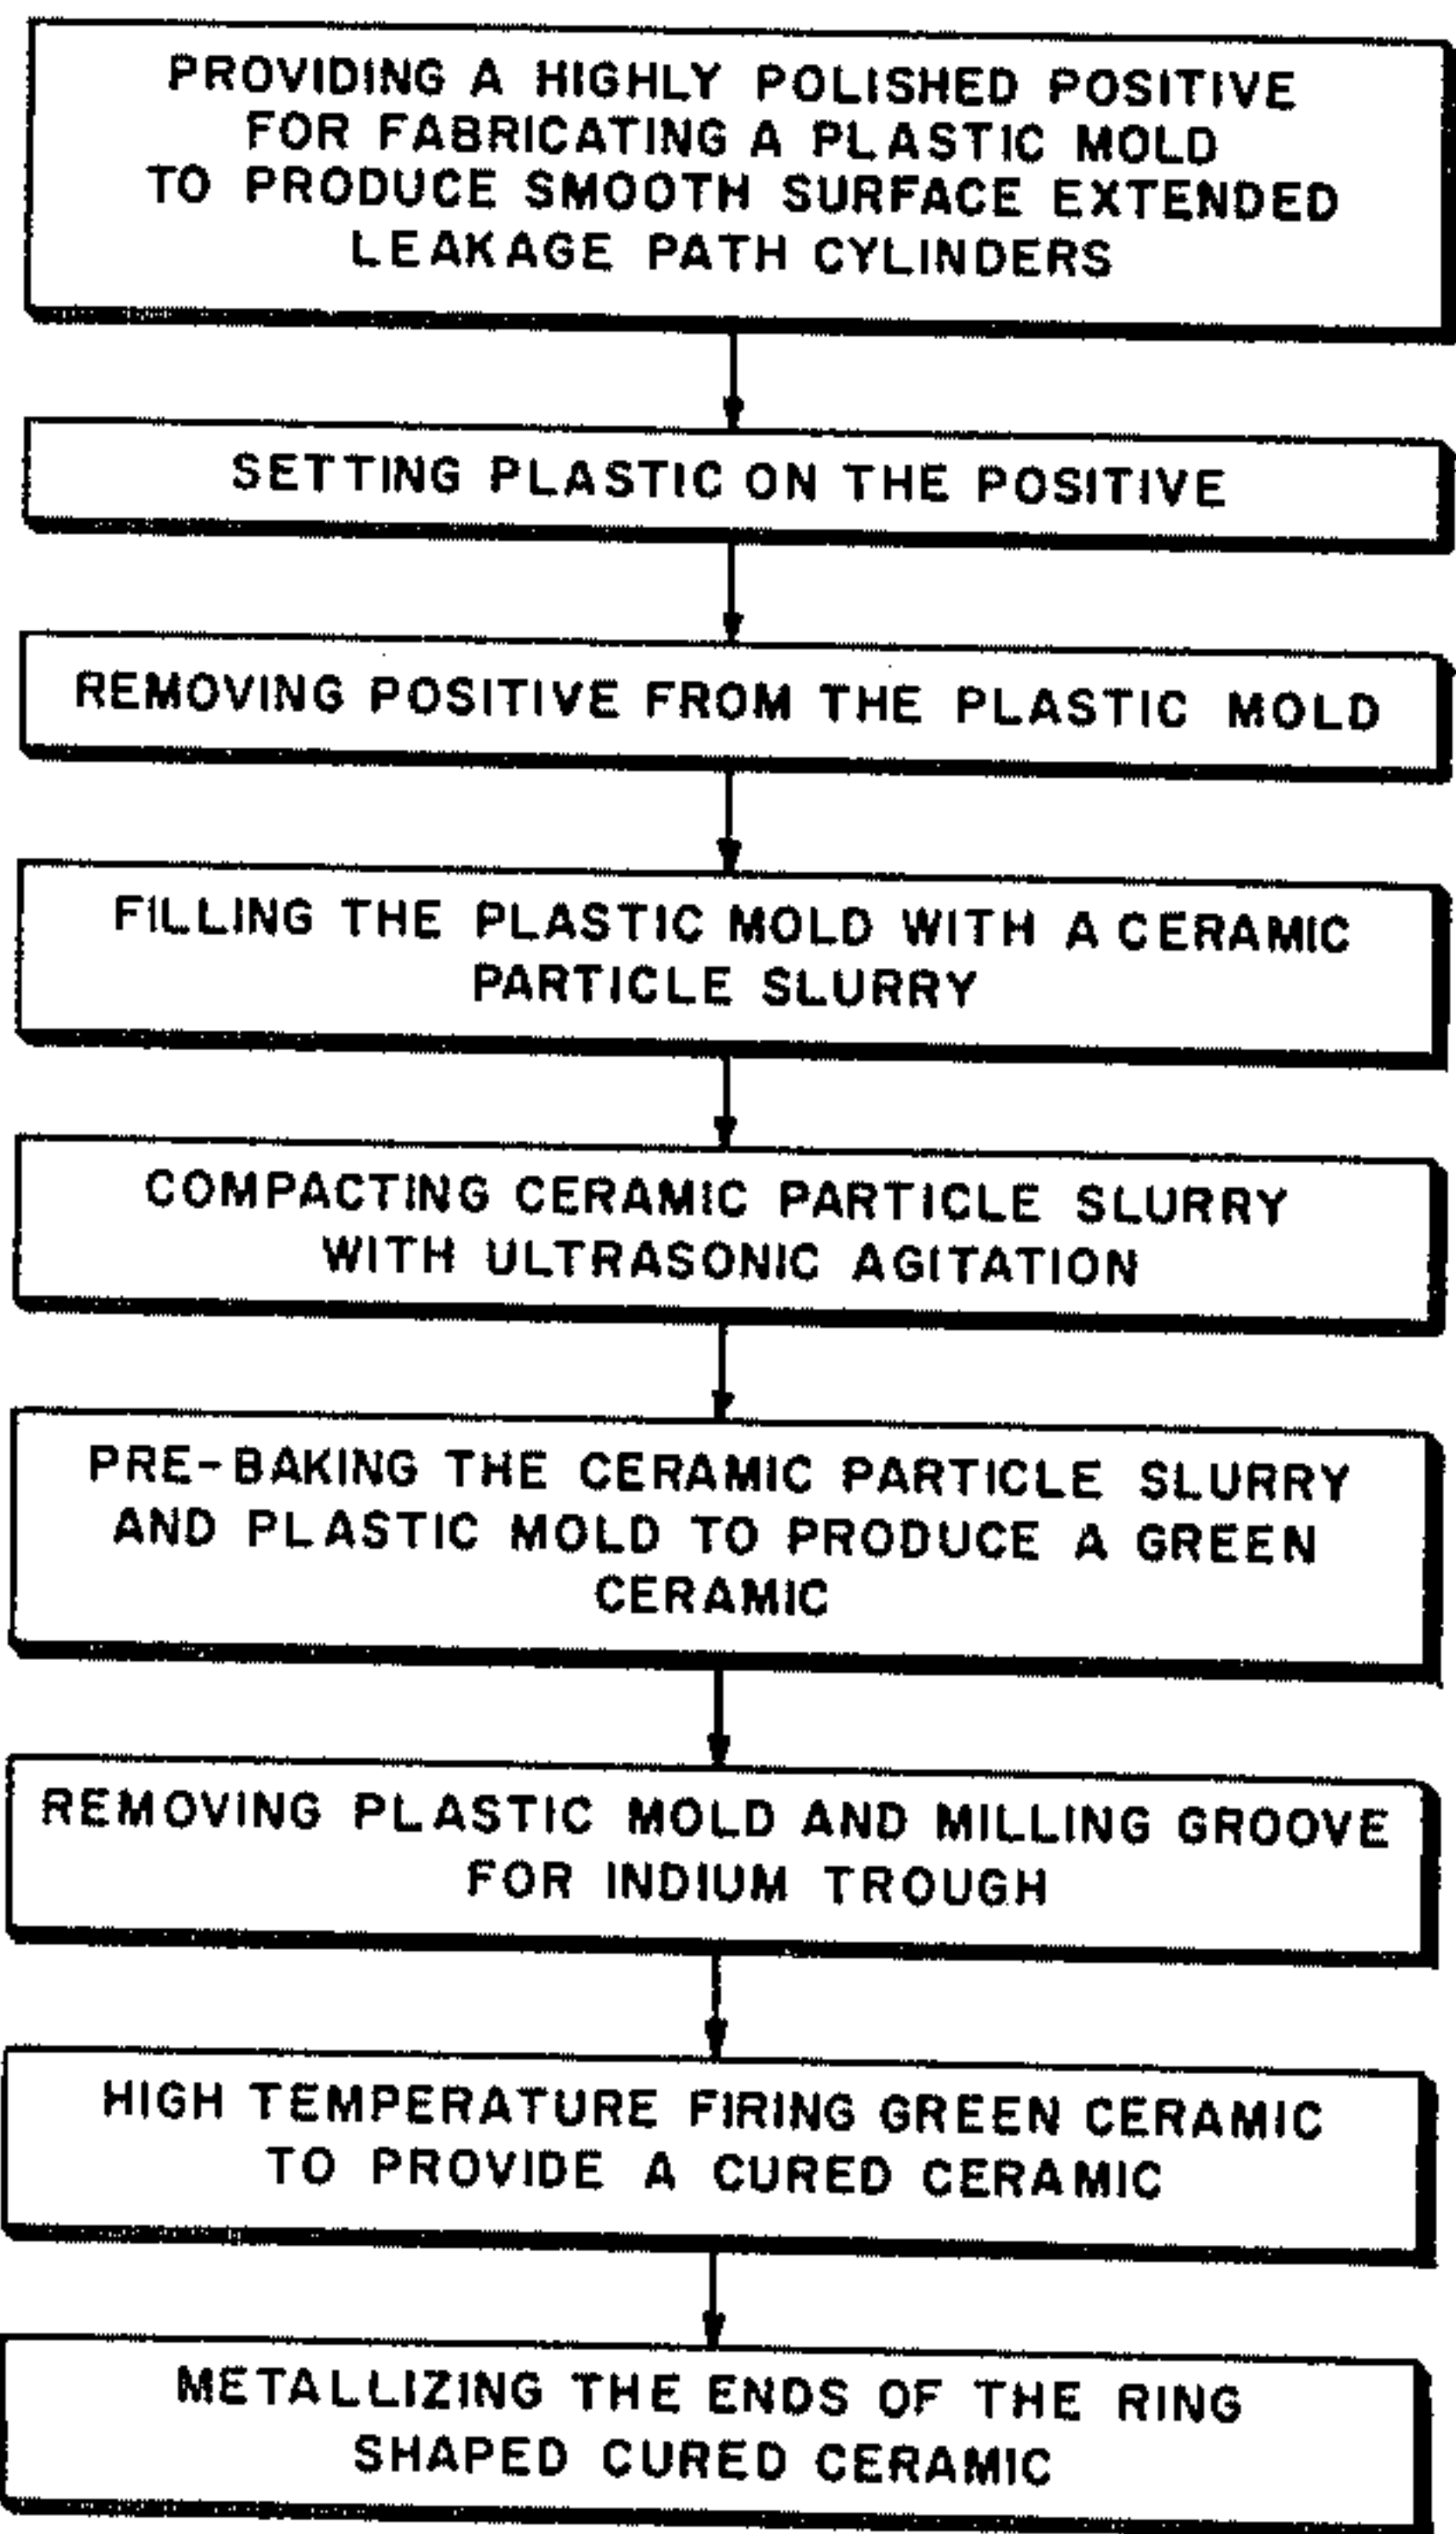 PROVIDING A HIGHLY POLISHED POSITIVE
FOR FABRICATING A PLASTIC MOLD
TO PRODUCE SMOOTH SURFACE EXTENDED
LEAKAGE PATH CYLINDERS
SETTING PLASTIC ON THE POSITIVE
REMOVING POSITIVE FROM THE PLASTIC MOLD
FILLING THE PLASTIC MOLD WITH A CERAMIC
PARTICLE SLURRY
COMPACTING CERAMIC PARTICLE SLURRY
WITH ULTRASONIC AGITATION
PRE-BAKING THE CERAMIC PARTICLE SLURRY
AND PLASTIC MOLD TO PRODUCE A GREEN
CERAMIC
REMOVING PLASTIC MOLD AND MILLING GROOVE
FOR INDIUM TROUGH
HIGH TEMPERATURE FIRING GREEN CERAMIC
TO PROVIDE A CURED CERAMIC
METALLIZING THE ENDS OF THE RING
SHAPED CURED CERAMIC